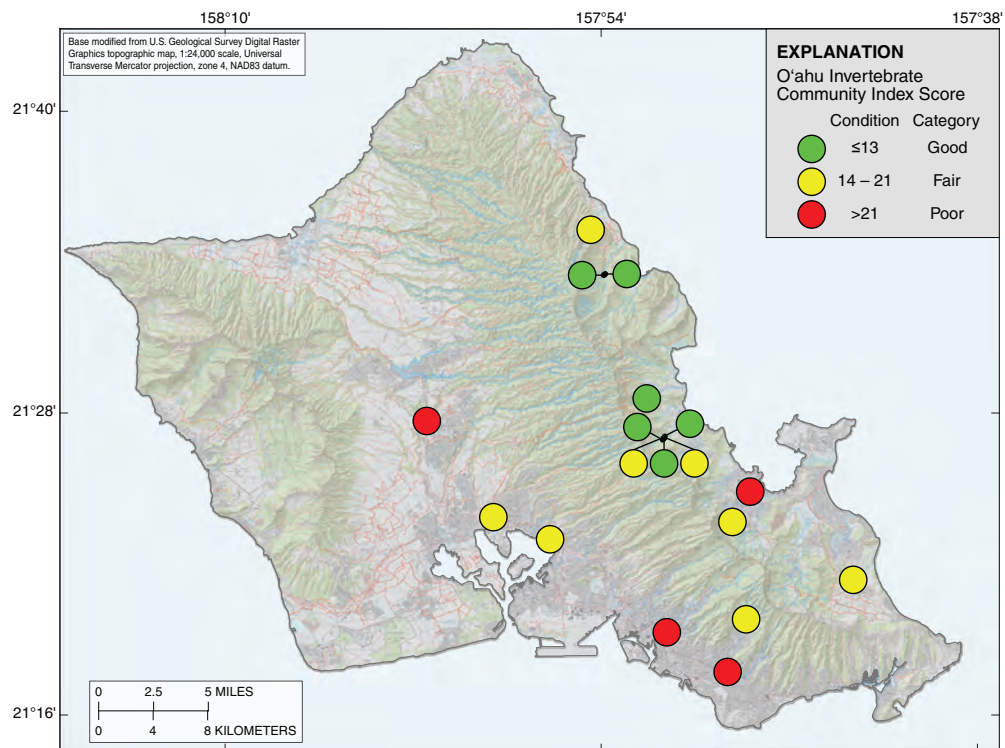 158°10' 157°54' 157°38'
Base modified from U.S. Geological Survey Digital Raster
Graphics topographic map, 1:24,000 scale, Universal
Transverse Mercator projection, zone 4, NAD83 datum.
EXPLANATION
Oʻahu Invertebrate
Community Index Score
Condition Category
≤13 Good
14 – 21 Fair
>21 Poor
21°40'
21°28'
21°16'
0 2.5 5 MILES
0 4 8 KILOMETERS